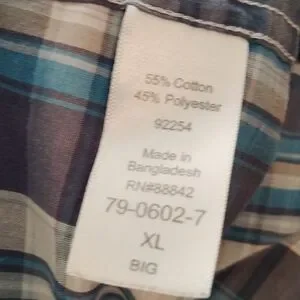 55% Cotton
45% Polyester
92254
Made in
Bangladesh
RN#88842
79-0602-7
XL
BIG